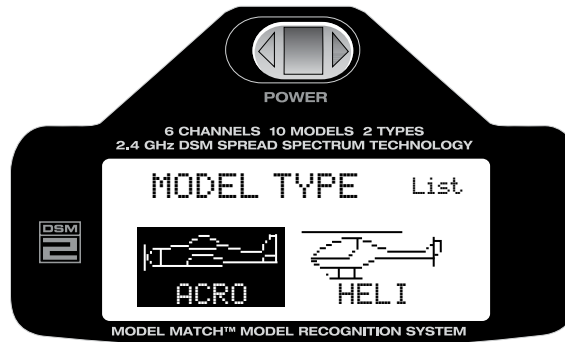 POWER
6 CHANNELS 10 MODELS 2 TYPES
2.4 GHz DSM SPREAD SPECTRUM TECHNOLOGY
MODEL TYPE List
DSM
2
ACRO HELI
MODEL MATCH™ MODEL RECOGNITION SYSTEM